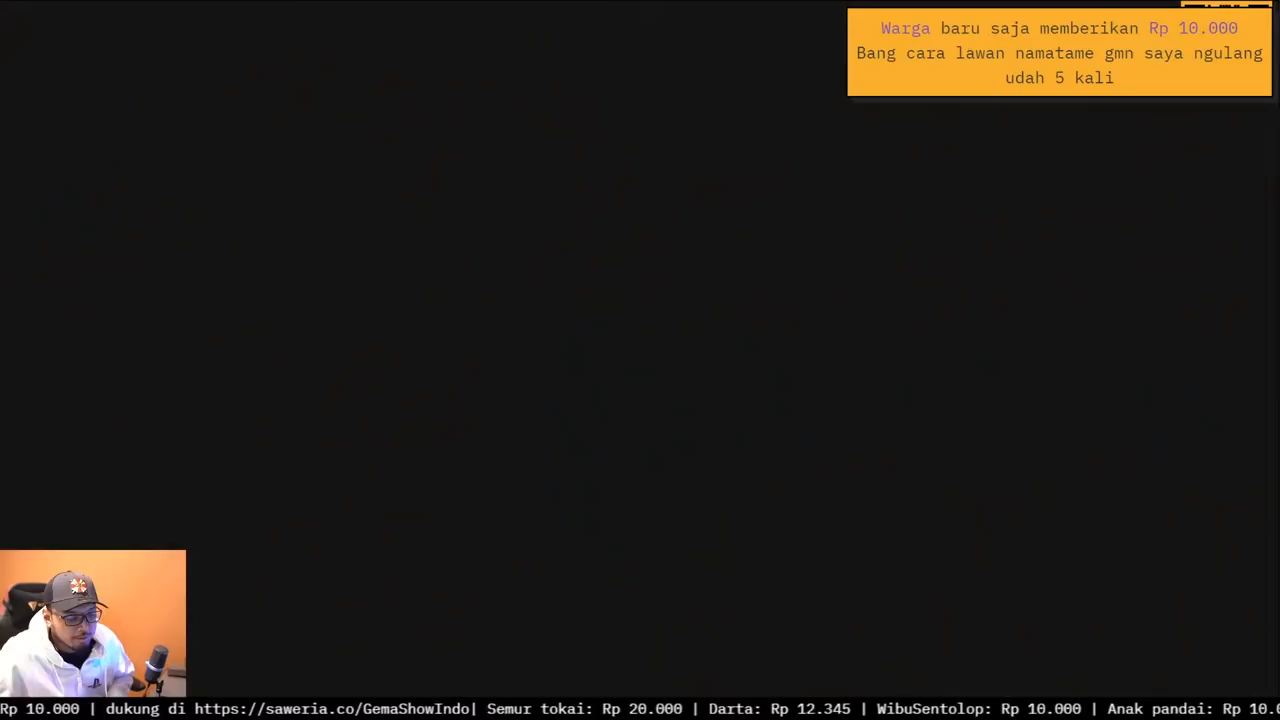 Warga baru saja memberikan Rp 10.000
Bang cara lawan namatame gmn saya ngulang
udah 5 kali
Rp 10.000 | dukung di https://saweria.co/GemaShowIndo| Semur tokai: Rp 20.000 | Darta: Rp 12.345 | WibuSentolop: Rp 10.000 | Anak pandai: Rp 10.0